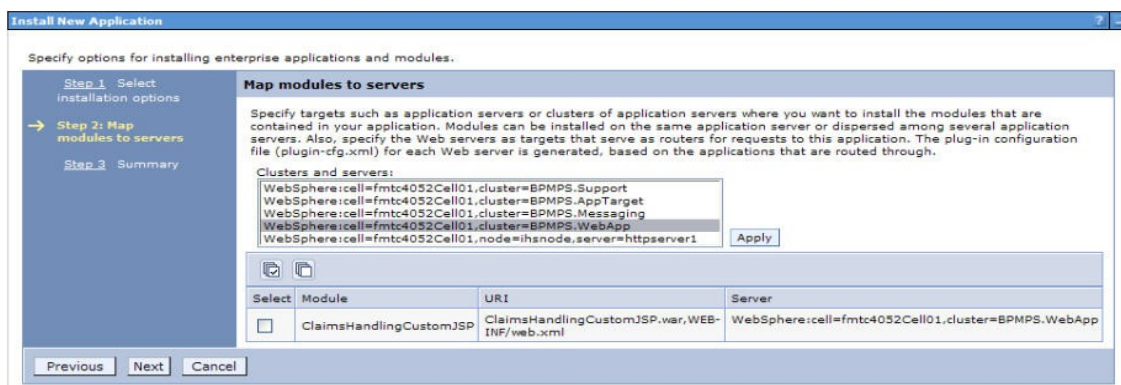 Install New Application
?
Specify options for installing enterprise applications and modules.
Step 1 Select
installation options
Step 2: Map
modules to servers
Step 3 Summary
Map modules to servers
Specify targets such as application servers or clusters of application servers where you want to install the modules that are
contained in your application. Modules can be installed on the same application server or dispersed among several application
servers. Also, specify the Web servers as targets that serve as routers for requests to this application. The plug-in configuration
file (plugin-cfg.xml) for each Web server is generated, based on the applications that are routed through.
Clusters and servers:
WebSphere:cell=fmtc4052Cell01,cluster=BPMPS.Support
WebSphere:cell=fmtc4052Cell01,cluster=BPMPS.AppTarget
WebSphere:cell=fmtc4052Cell01,cluster=BPMPS.Messaging
WebSphere:cell=fmtc4052Cell01,cluster=BPMPS.WebApp
WebSphere:cell=fmtc4052Cell01,node=ihsnode,server=httpserver1
Apply
Select Module URI Server
ClaimsHandlingCustomJSP ClaimsHandlingCustomJSP.war,WEB- WebSphere:cell=fmtc4052Cell01,cluster=BPMPS.WebApp
INF/web.xml
Previous Next Cancel